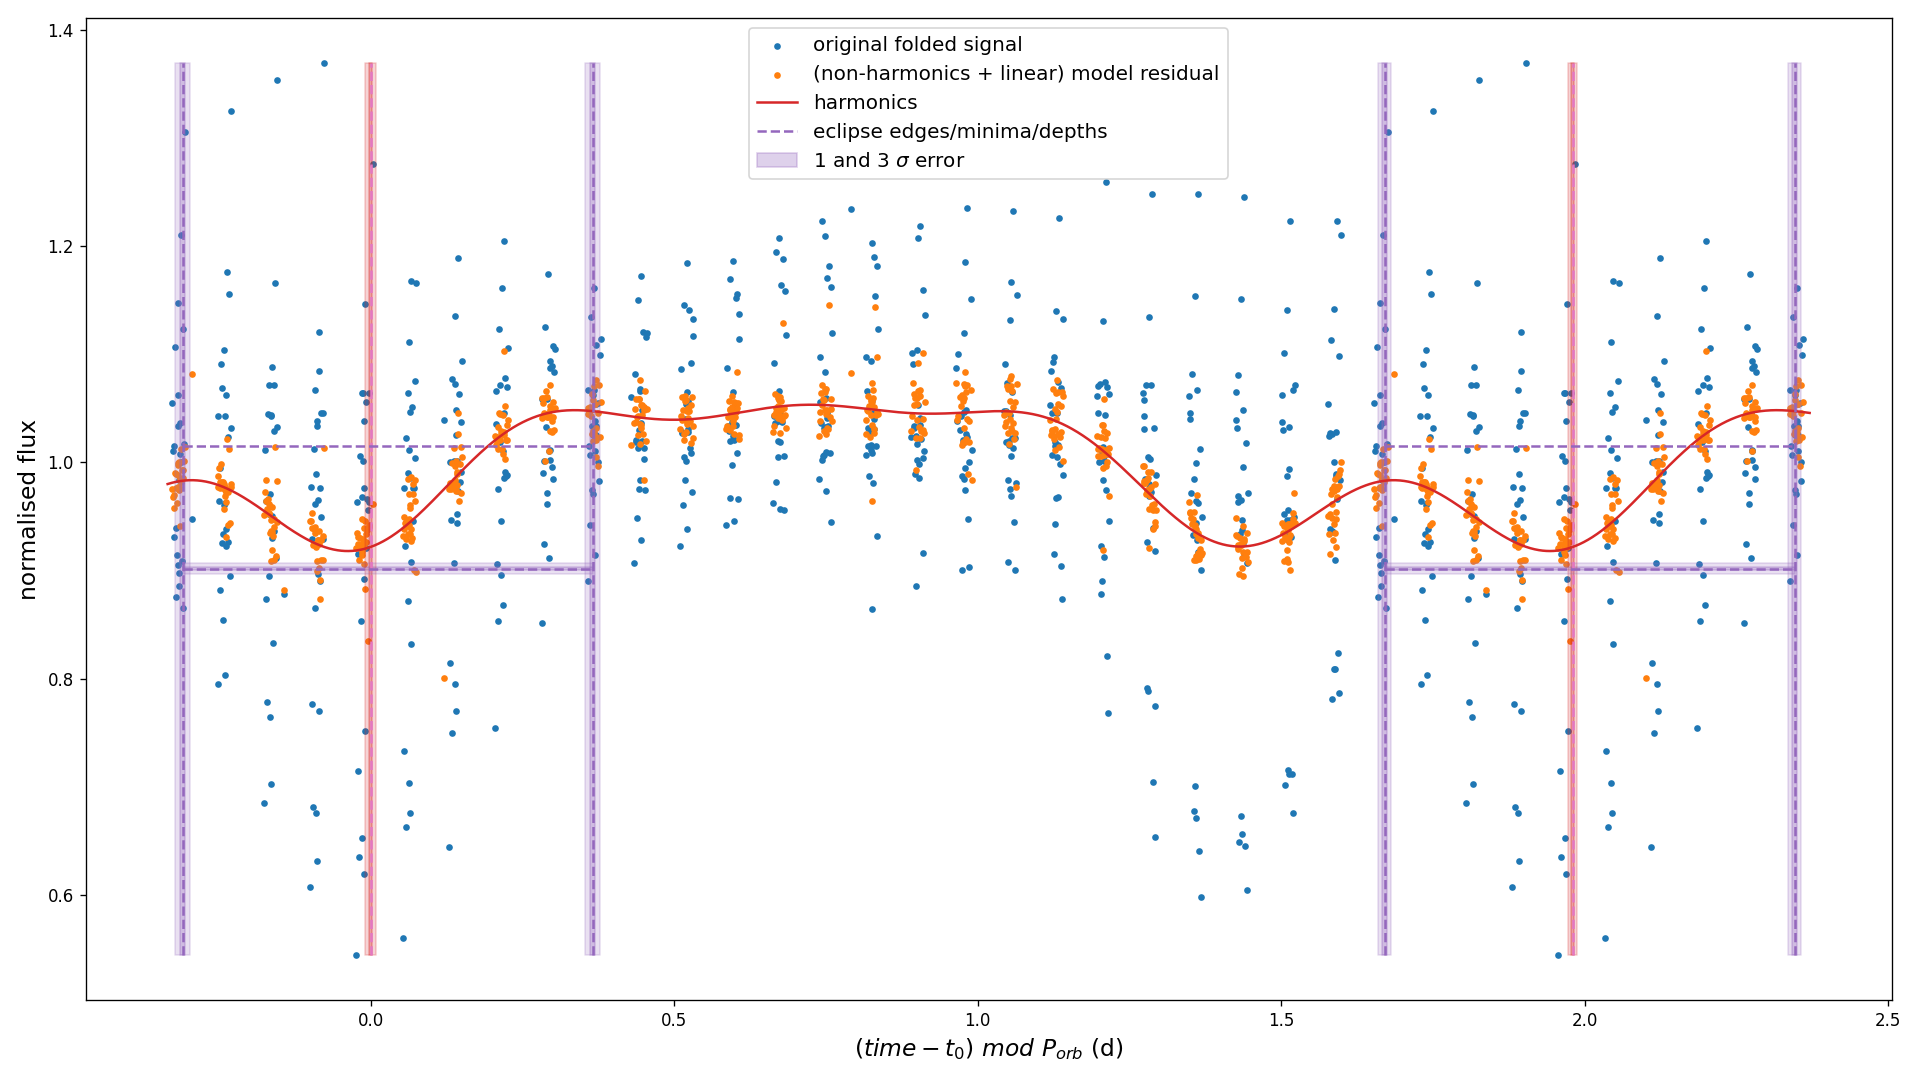 original folded signal
(non-harmonics + linear) model residual
harmonics
eclipse edges/minima/depths
1 and 3 σ error
normalised flux
1.4
1.2
1.0
0.8
0.6
0.0
0.5
1.0
1.5
2.0
2.5
(time − t₀) mod Pₒᵣb (d)